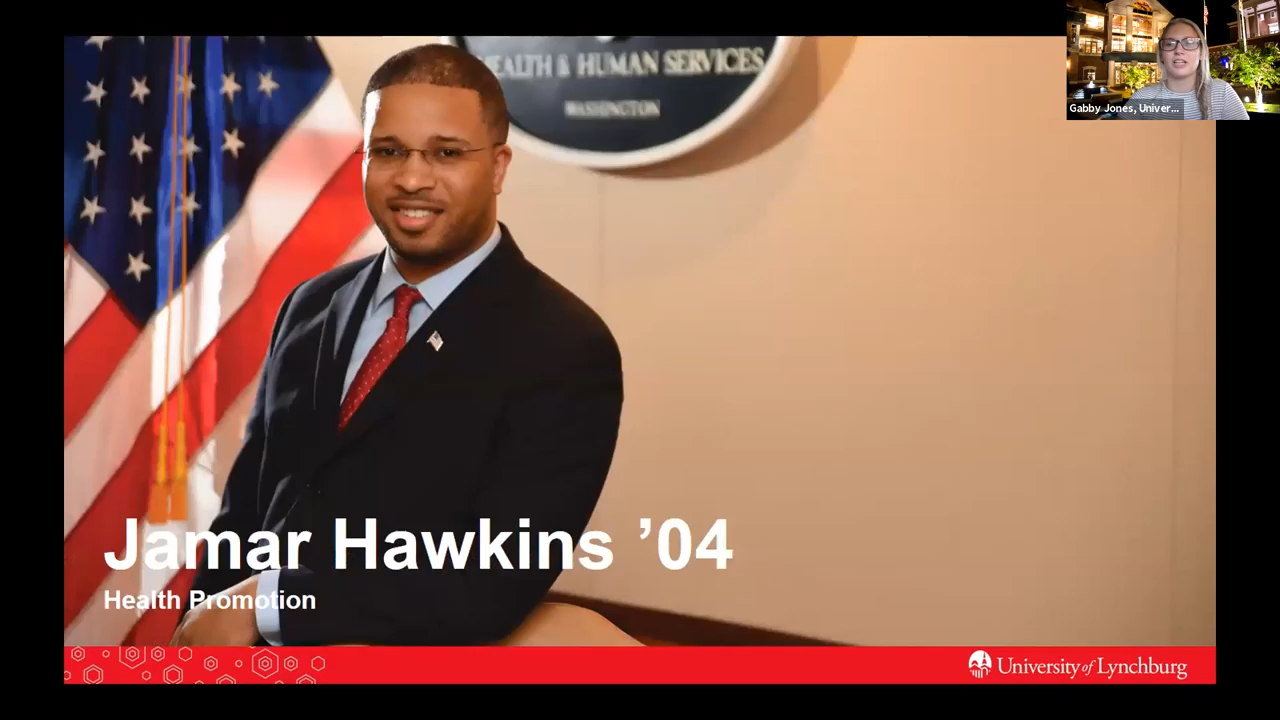 HEALTH & HUMAN SERVICES
WASHINGTON
Gabby Jones, Univer...
Jamar Hawkins ’04
Health Promotion
University of Lynchburg